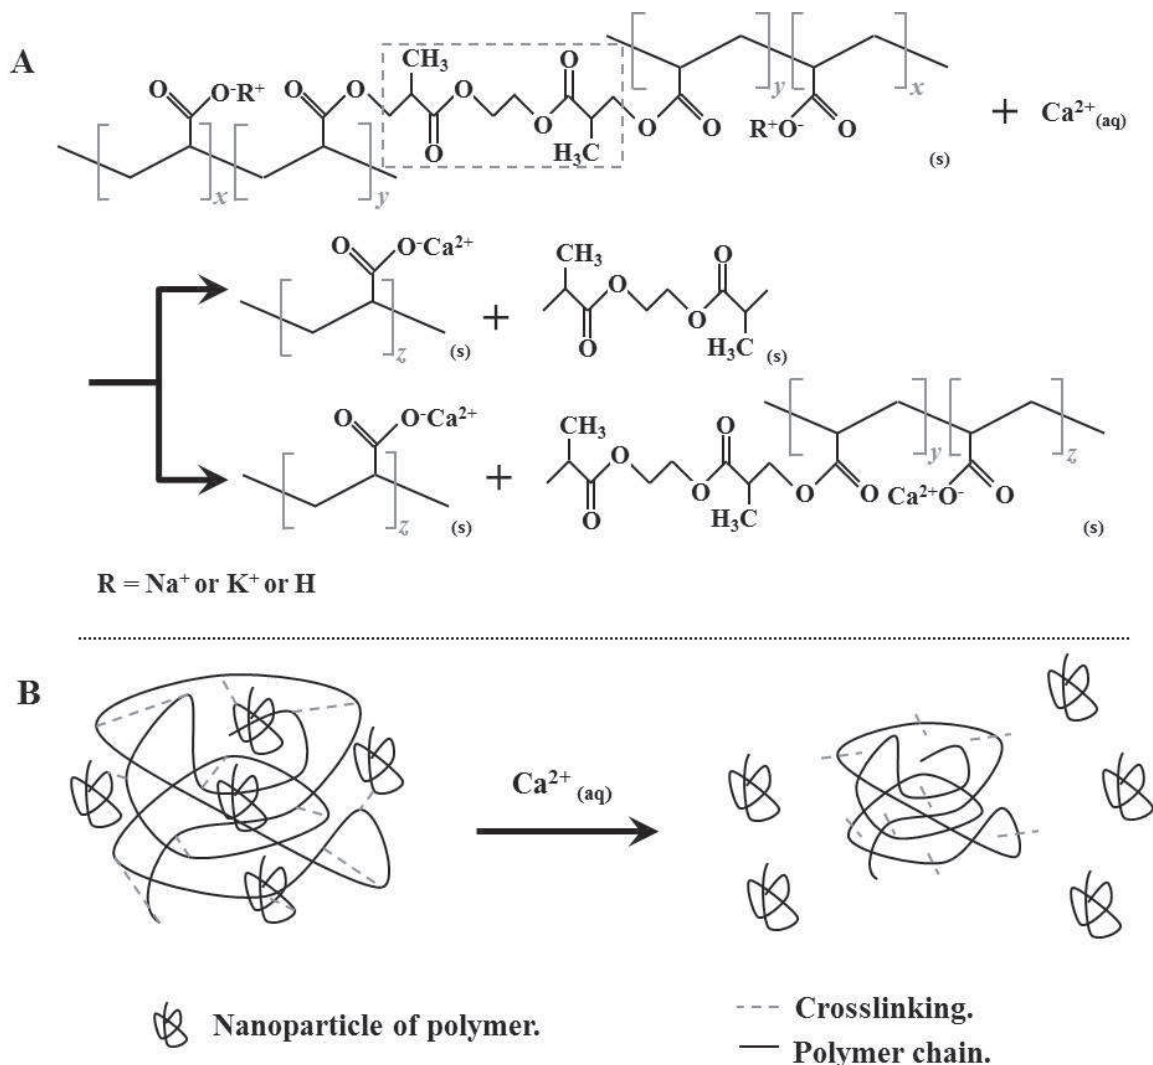 A
CH₃
O
O⁻R⁺
O
O
O
O
O
O
O
H₃C
O
O
R⁺O⁻
O
x
y
y
x
(s)
+ Ca²⁺(aq)
O
O⁻Ca²⁺
z
(s)
+
CH₃
O
O
O
O
H₃C
(s)
O
O⁻Ca²⁺
z
(s)
+
CH₃
O
O
O
O
H₃C
O
O
Ca²⁺O⁻
O
y
z
(s)
R = Na⁺ or K⁺ or H
B
Ca²⁺ (aq)
Nanoparticle of polymer.
Crosslinking.
Polymer chain.